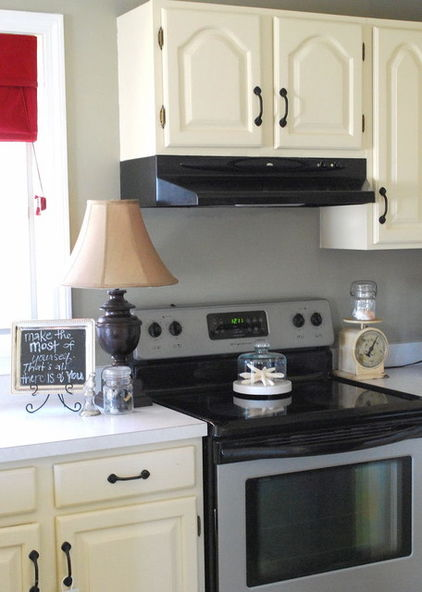 make the
most of
yourself-
That's all
there is of YOU
12:11